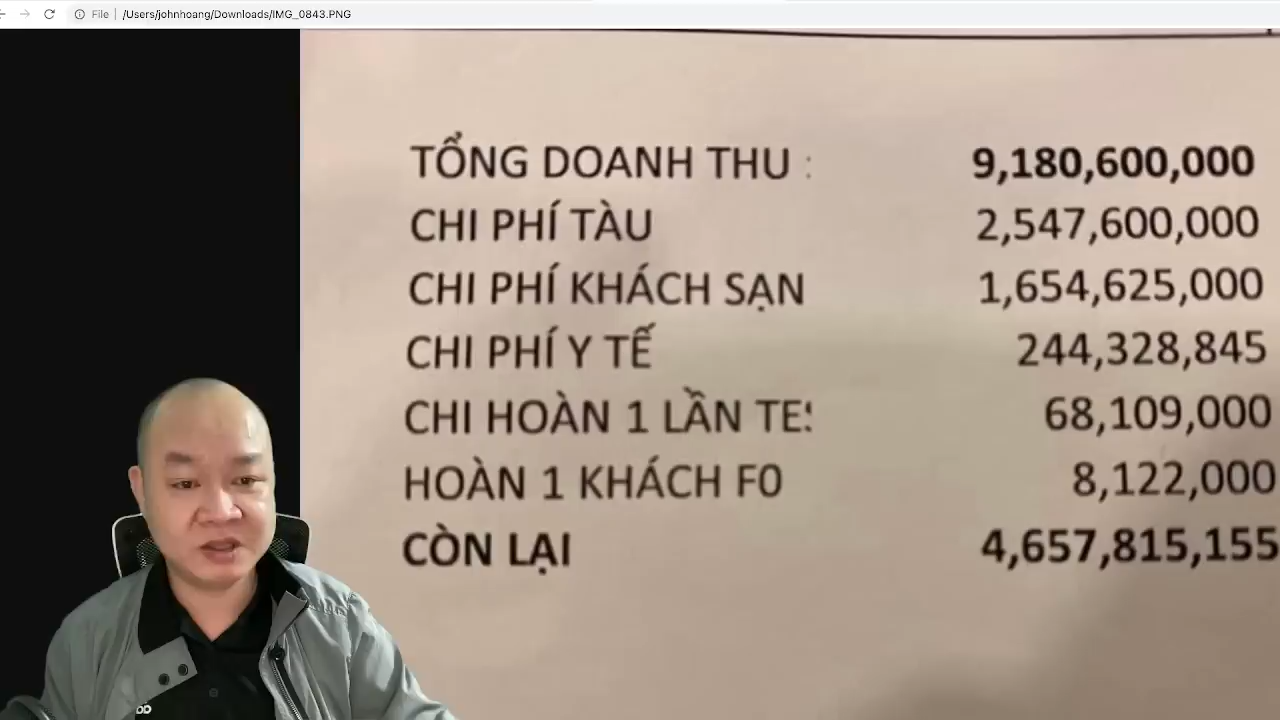 File
/Users/johnhoang/Downloads/IMG_0843.PNG
TỔNG DOANH THU : 9,180,600,000
CHI PHÍ TÀU 2,547,600,000
CHI PHÍ KHÁCH SẠN 1,654,625,000
CHI PHÍ Y TẾ 244,328,845
CHI HOÀN 1 LẦN 68,109,000
HOÀN 1 KHÁCH F0 8,122,000
CÒN LẠI 4,657,815,155